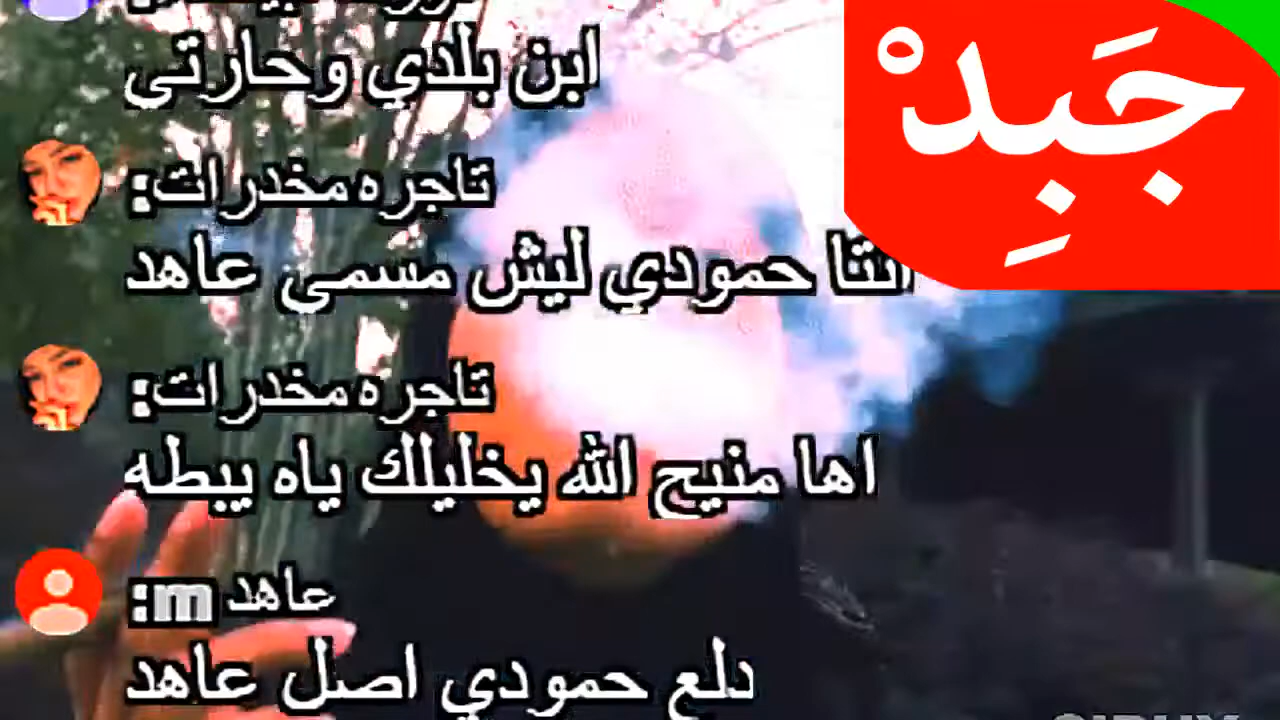 ابن بلدي وحارتي
جَبِدْ
تاجره مخدرات:
انتا حمودي ليش مسمي عاهد
تاجره مخدرات:
اها منيح الله يخليلك ياه يبطه
عاهد m:
دلع حمودي اصل عاهد